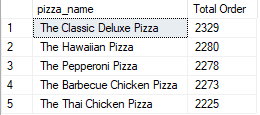 pizza_name Total Order
1 The Classic Deluxe Pizza 2329
2 The Hawaiian Pizza 2280
3 The Pepperoni Pizza 2278
4 The Barbecue Chicken Pizza 2273
5 The Thai Chicken Pizza 2225